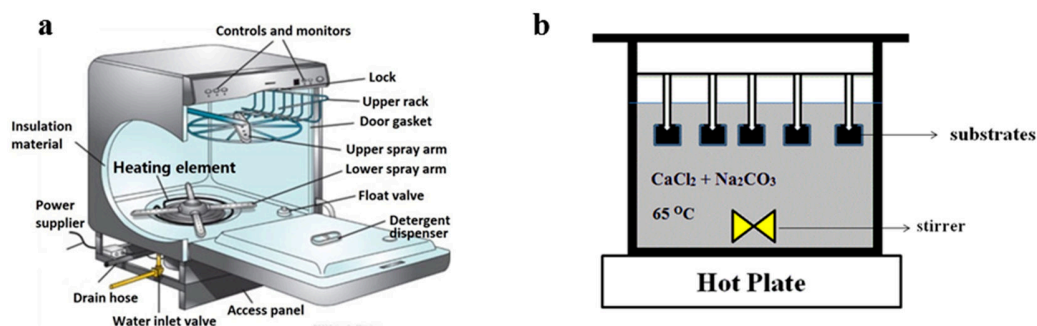 a
Controls and monitors
Lock
Upper rack
Door gasket
Insulation
material
Upper spray arm
Heating element
Lower spray arm
Float valve
Power
supplier
Detergent
dispenser
Drain hose
Access panel
Water inlet valve
b
substrates
CaCl₂ + Na₂CO₃
65 ᴼC
stirrer
Hot Plate